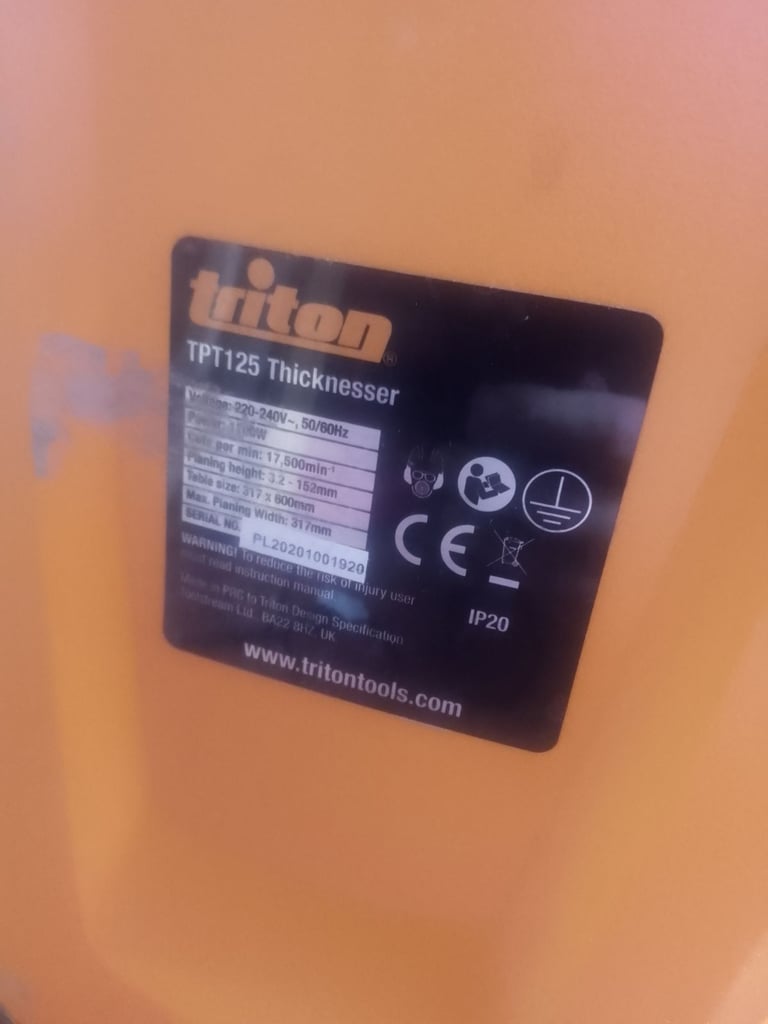 triton®
TPT125 Thicknesser
Voltage: 220-240V~, 50/60Hz
Power: 1100W
Cuts per min: 17,500min⁻¹
Planing height: 3.2 - 152mm
Table size: 317 x 600mm
Max. Planing Width: 317mm
SERIAL NO. PL20201001920
WARNING! To reduce the risk of injury user
must read instruction manual
Made in PRC to Triton Design Specification
Toolstream Ltd., BA22 8HZ, UK
CE
IP20
www.tritontools.com